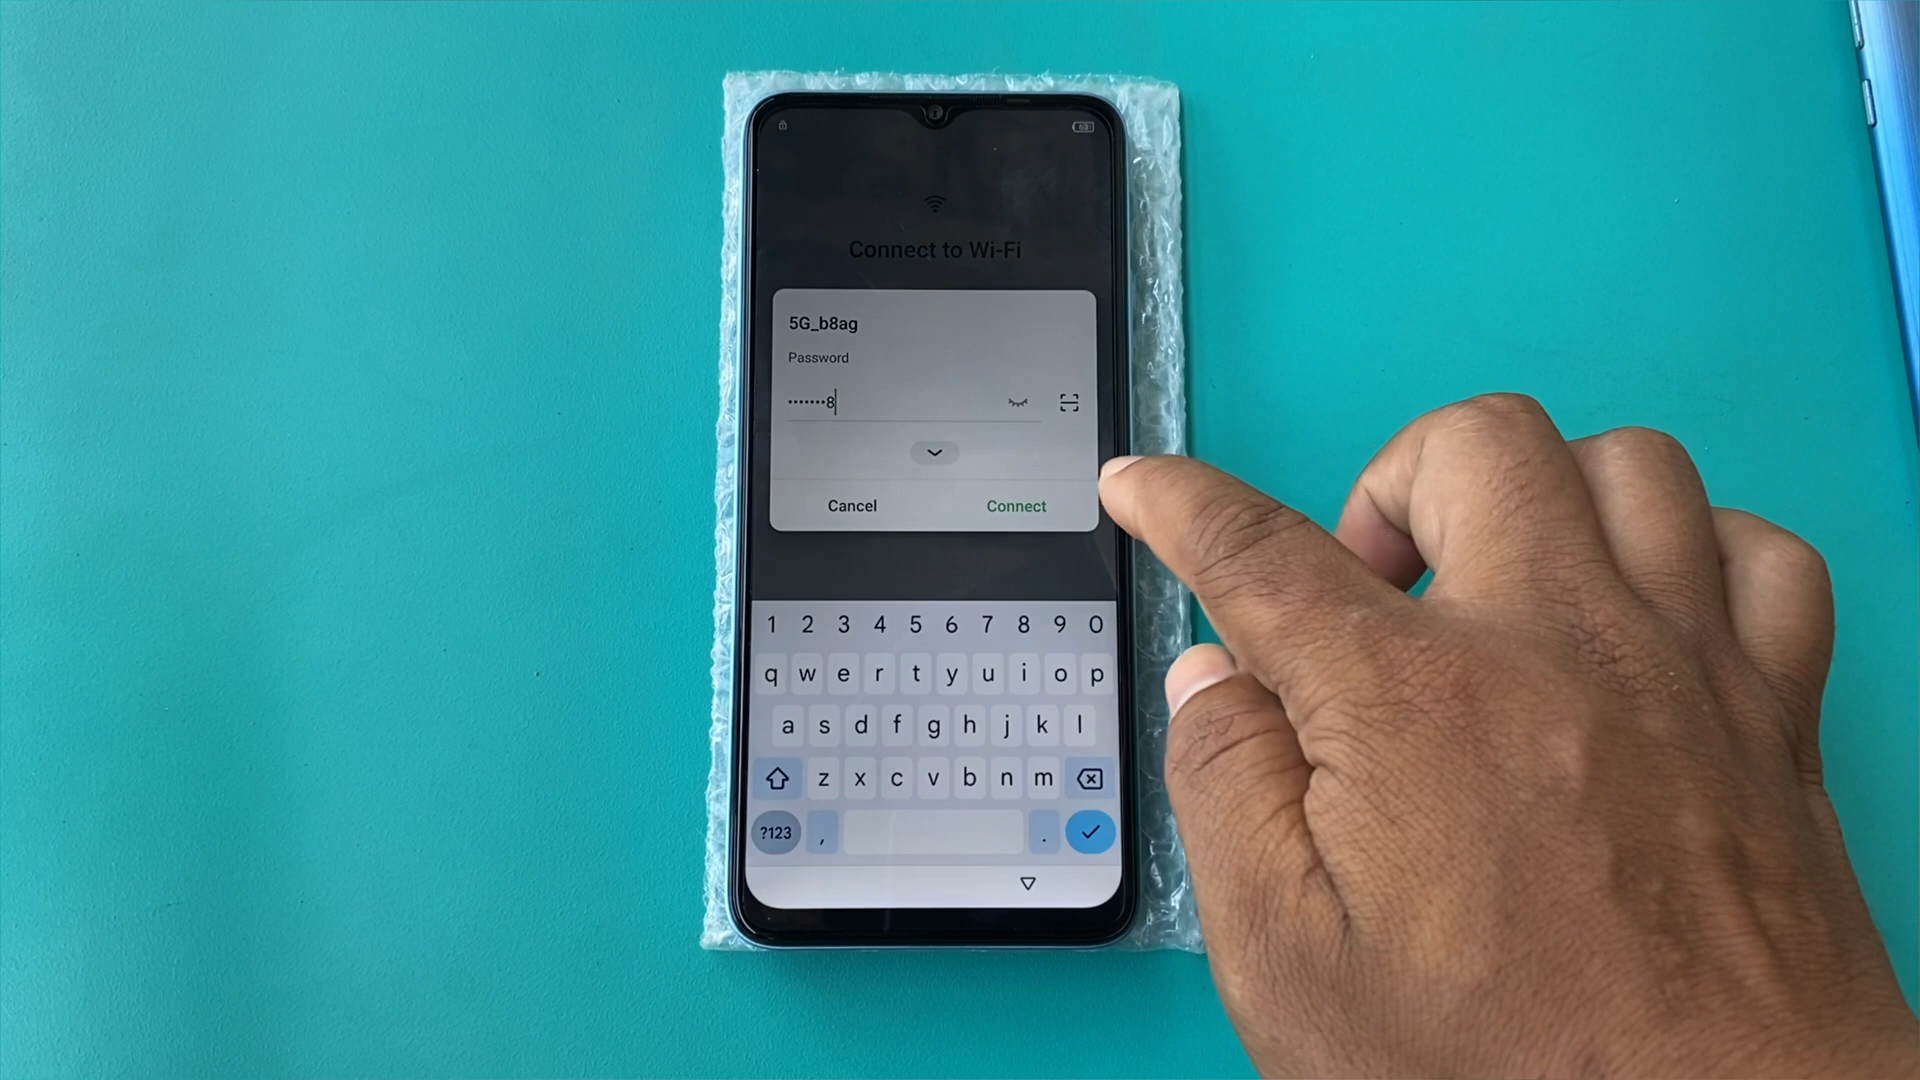 63
Connect to Wi-Fi
5G_b8ag
Password
•••••••8
Cancel Connect
1 2 3 4 5 6 7 8 9 0
q w e r t y u i o p
a s d f g h j k l
z x c v b n m
?123 , .